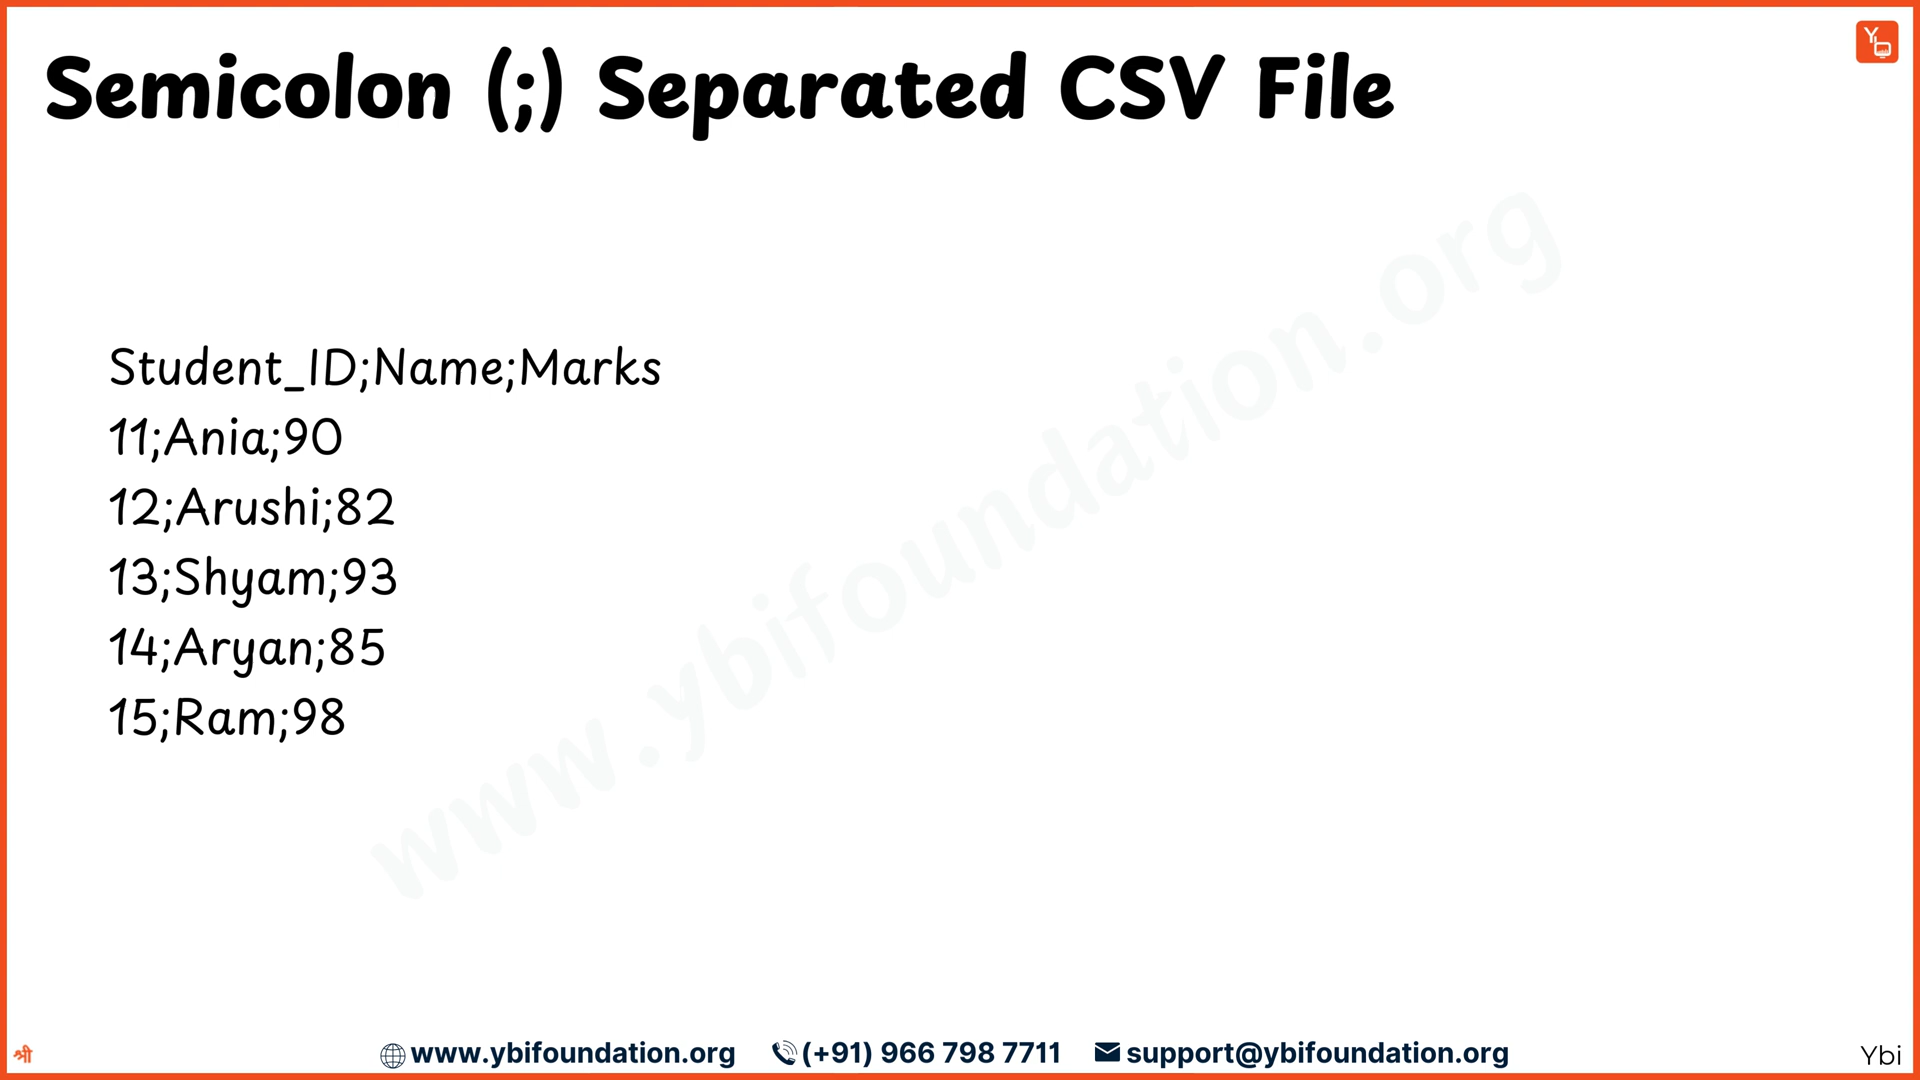 Semicolon (;) Separated CSV File
Student_ID;Name;Marks
11;Ania;90
12;Arushi;82
13;Shyam;93
14;Aryan;85
15;Ram;98
www.ybifoundation.org
श्री
www.ybifoundation.org (+91) 966 798 7711 support@ybifoundation.org
Ybi